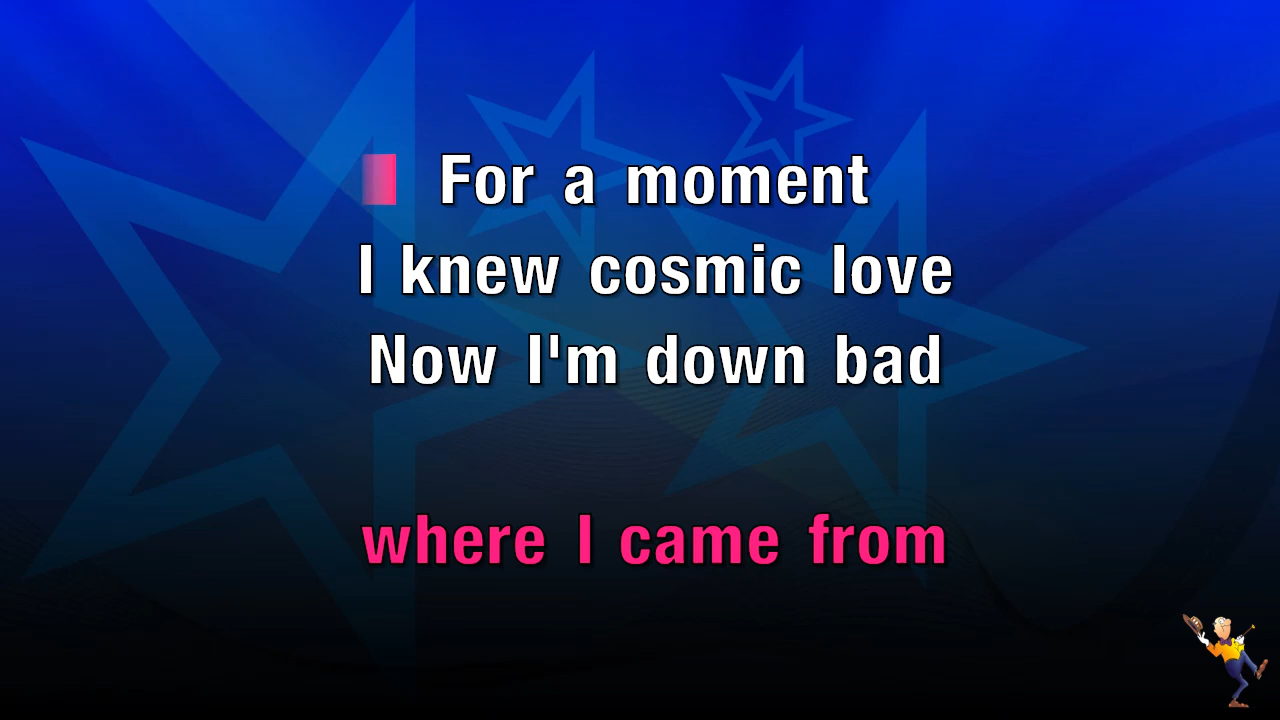 For a moment
I knew cosmic love
Now I'm down bad
where I came from